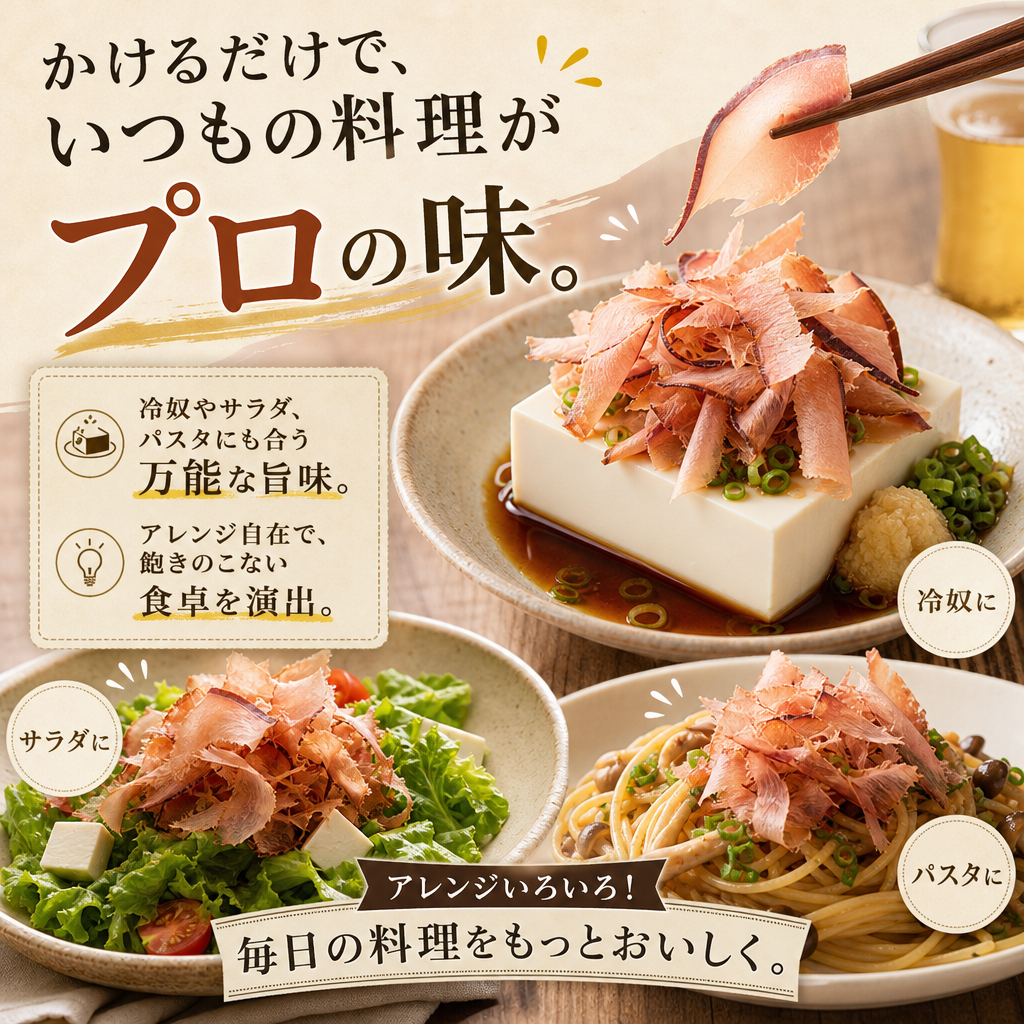 かけるだけで、
いつもの料理が
プロの味。
冷奴やサラダ、
パスタにも合う
万能な旨味。
アレンジ自在で、
飽きのこない
食卓を演出。
冷奴に
サラダに
パスタに
アレンジいろいろ!
毎日の料理をもっとおいしく。